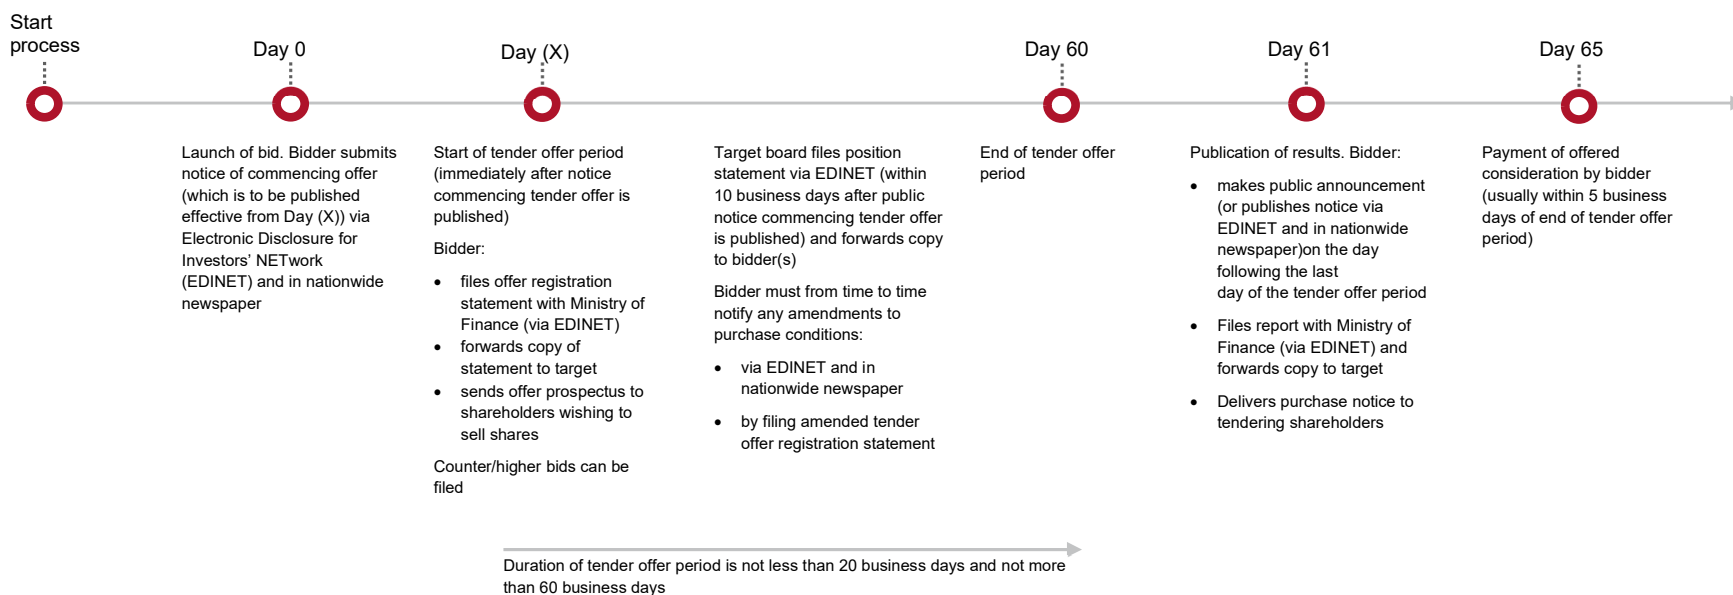 Start
process
Day 0
Day (X)
Day 60
Day 61
Day 65
Launch of bid. Bidder submits
notice of commencing offer
(which is to be published
effective from Day (X)) via
Electronic Disclosure for
Investors’ NETwork
(EDINET) and in nationwide
newspaper
Start of tender offer period
(immediately after notice
commencing tender offer is
published)
Bidder:
• files offer registration
statement with Ministry of
Finance (via EDINET)
• forwards copy of
statement to target
• sends offer prospectus to
shareholders wishing to
sell shares
Counter/higher bids can be
filed
Target board files position
statement via EDINET (within
10 business days after public
notice commencing tender offer
is published) and forwards copy
to bidder(s)
Bidder must from time to time
notify any amendments to
purchase conditions:
• via EDINET and in
nationwide newspaper
• by filing amended tender
offer registration statement
End of tender offer
period
Publication of results. Bidder:
• makes public announcement
(or publishes notice via
EDINET and in nationwide
newspaper)on the day
following the last
day of the tender offer period
• Files report with Ministry of
Finance (via EDINET) and
forwards copy to target
• Delivers purchase notice to
tendering shareholders
Payment of offered
consideration by bidder
(usually within 5 business
days of end of tender offer
period)
Duration of tender offer period is not less than 20 business days and not more
than 60 business days